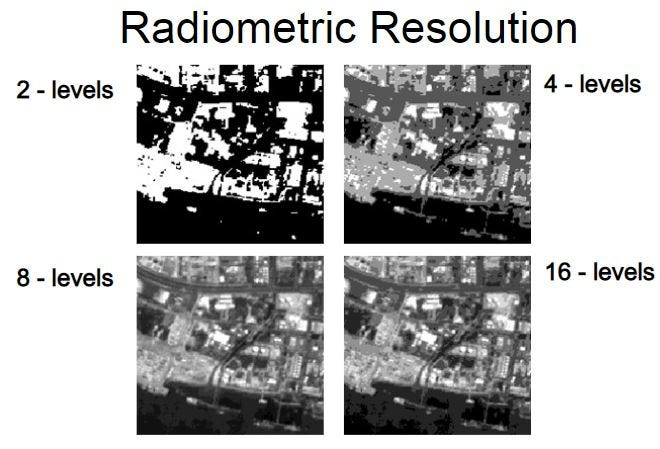 Radiometric Resolution
2 - levels
4 - levels
8 - levels
16 - levels